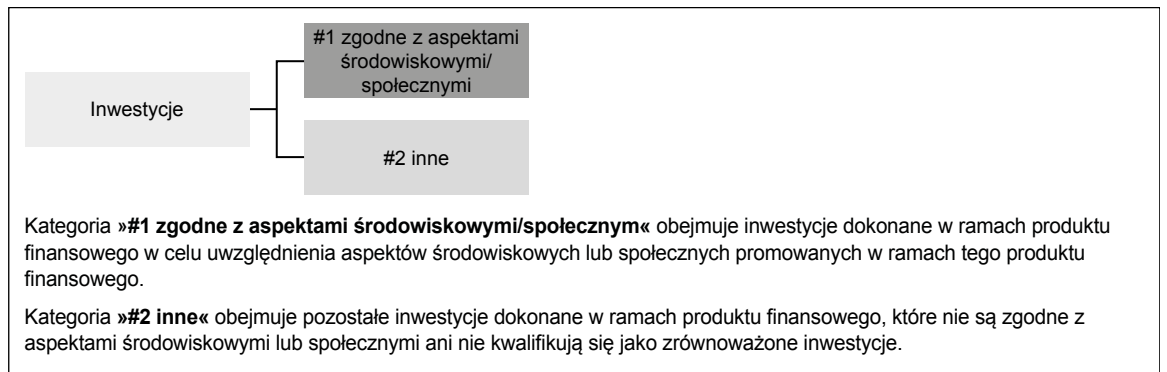 #1 zgodne z aspektami
środowiskowymi/
społecznymi
Inwestycje
#2 inne
Kategoria »#1 zgodne z aspektami środowiskowymi/społecznym« obejmuje inwestycje dokonane w ramach produktu
finansowego w celu uwzględnienia aspektów środowiskowych lub społecznych promowanych w ramach tego produktu
finansowego.
Kategoria »#2 inne« obejmuje pozostałe inwestycje dokonane w ramach produktu finansowego, które nie są zgodne z
aspektami środowiskowymi lub społecznymi ani nie kwalifikują się jako zrównoważone inwestycje.